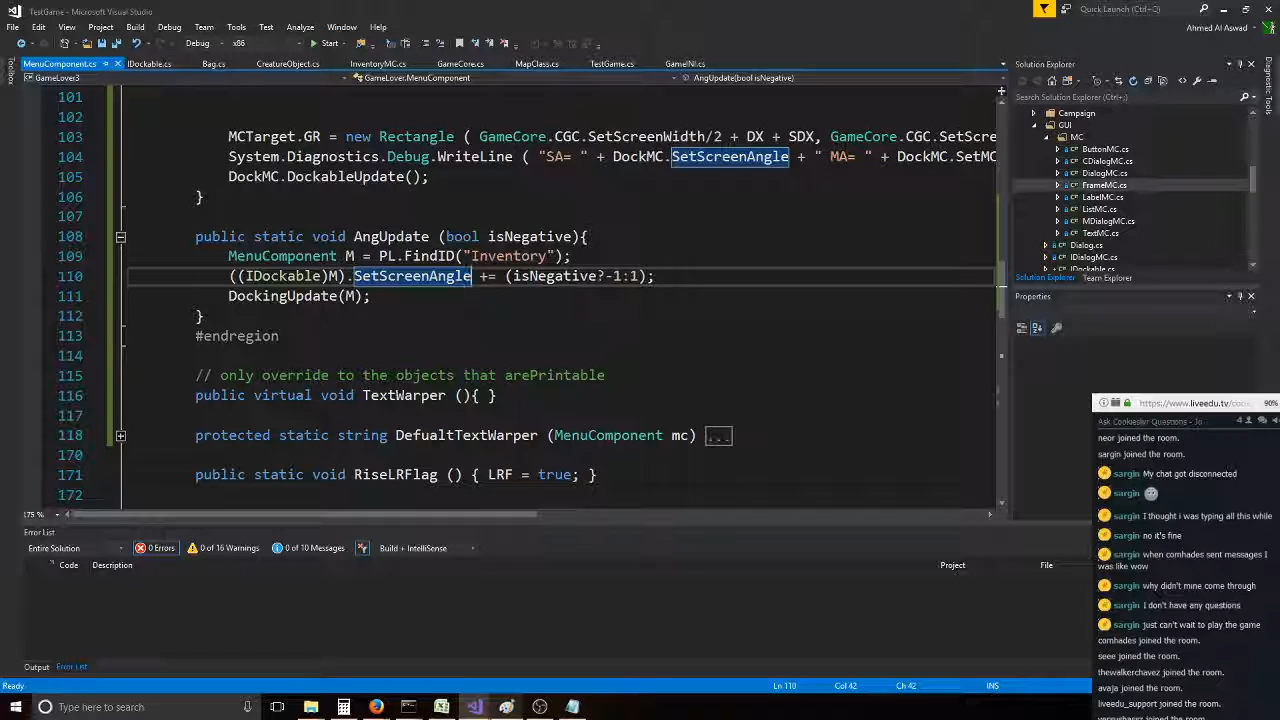 TestGame - Microsoft Visual Studio
Quick Launch (Ctrl+Q)
File Edit View Project Build Debug Team Tools Test Analyze Window Help
Ahmed Al Aswad
Debug x86 Start
MenuComponent.cs IDockable.cs Bag.cs CreatureObject.cs InventoryMC.cs GameCore.cs MapClass.cs TestGame.cs GameINI.cs
GameLover3 GameLover.MenuComponent AngUpdate(bool isNegative)
Toolbox
101
102
103 MCTarget.GR = new Rectangle ( GameCore.CGC.SetScreenWidth/2 + DX + SDX, GameCore.CGC.SetScre
104 System.Diagnostics.Debug.WriteLine ( "SA= " + DockMC.SetScreenAngle + " MA= " + DockMC.SetMC
105 DockMC.DockableUpdate();
106 }
107
108 public static void AngUpdate (bool isNegative){
109 MenuComponent M = PL.FindID("Inventory");
110 ((IDockable)M).SetScreenAngle += (isNegative?-1:1);
111 DockingUpdate(M);
112 }
113 #endregion
114
115 // only override to the objects that arePrintable
116 public virtual void TextWarper (){ }
117
118 protected static string DefualtTextWarper (MenuComponent mc) ...
170
171 public static void RiseLRFlag () { LRF = true; }
172
175 %
Solution Explorer
Search Solution Explorer (Ctrl+;)
Campaign
GUI
MC
ButtonMC.cs
CDialogMC.cs
DialogMC.cs
FrameMC.cs
LabelMC.cs
ListMC.cs
MDialogMC.cs
TextMC.cs
Dialog.cs
IDockable.cs
Solution Explorer Team Explorer
Properties
Diagnostic Tools
Error List
Entire Solution 0 Errors 0 of 16 Warnings 0 of 10 Messages Build + IntelliSense
Code Description Project File
Output Error List
Ready Ln 110 Col 42 Ch 42 INS
https://www.liveedu.tv/coo 90%
Ask Cookieslier Questions - Jo 4
neor joined the room.
sargin joined the room.
sargin My chat got disconnected
sargin
sargin I thought i was typing all this while
sargin no it's fine
sargin when comhades sent messages I
was like wow
sargin why didn't mine come through
sargin I don't have any questions
sargin just can't wait to play the game
comhades joined the room.
seee joined the room.
thewalkerchavez joined the room.
avaja joined the room.
liveedu_support joined the room.
Type here to search